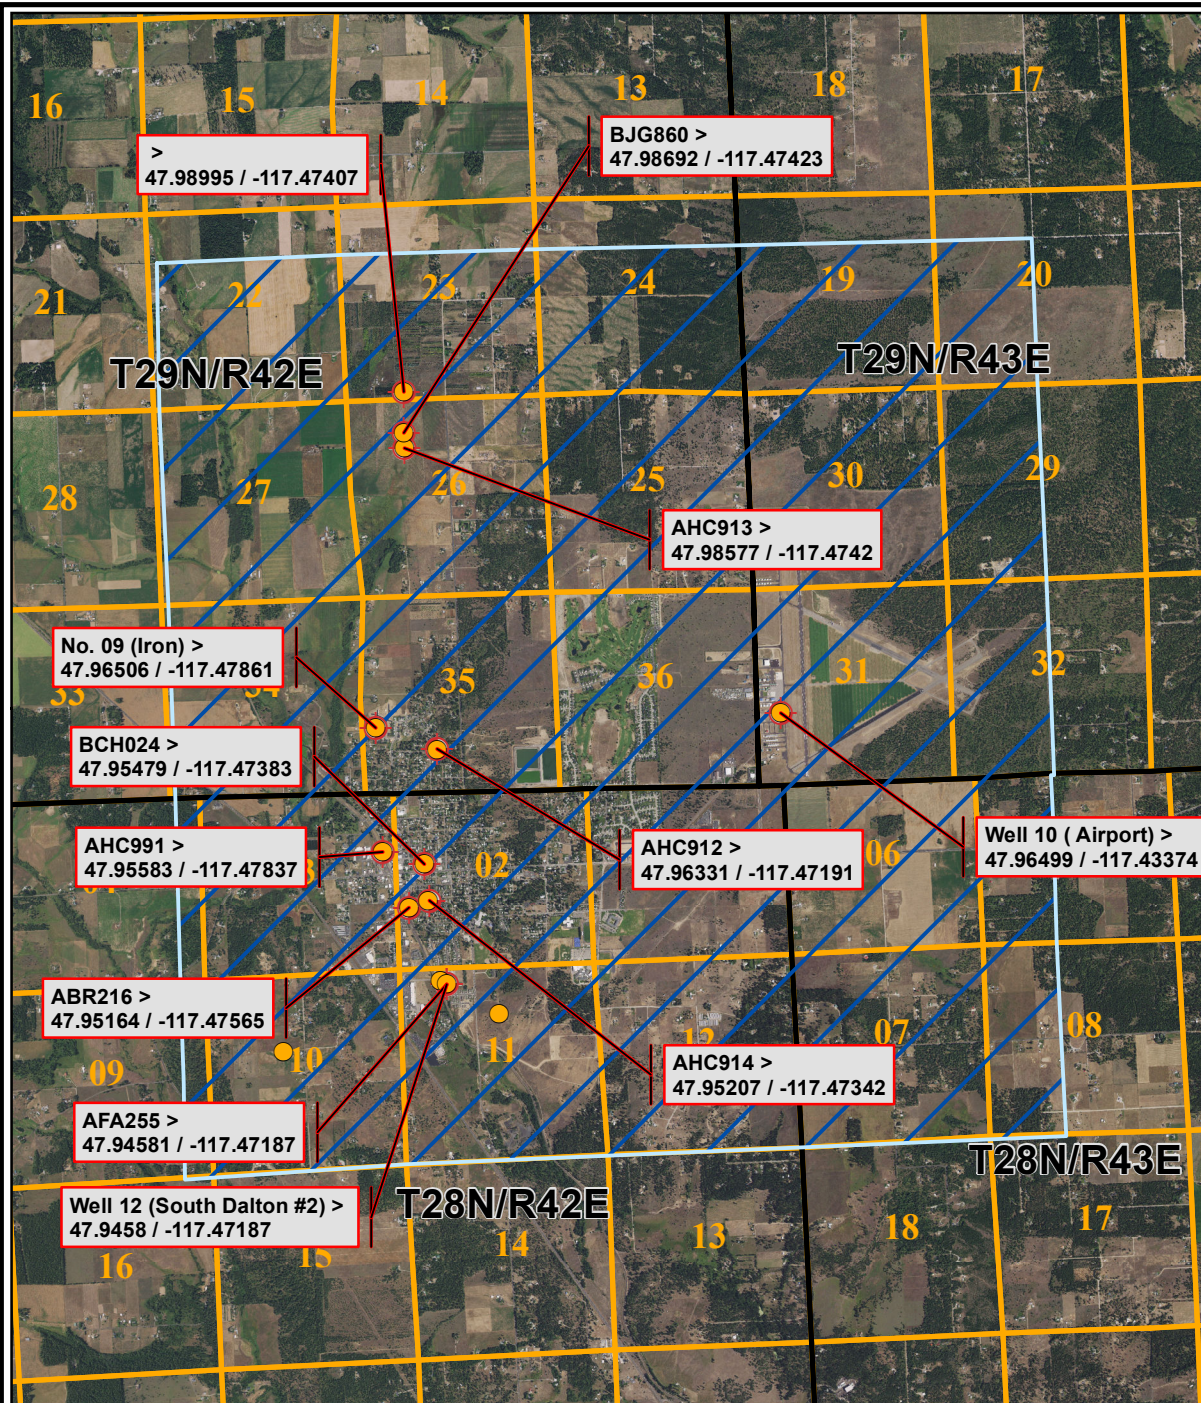 16
15
14
13
18
17
>
47.98995 / -117.47407
BJG860 >
47.98692 / -117.47423
21
22
23
24
19
20
T29N/R42E
T29N/R43E
28
27
26
25
30
29
AHC913 >
47.98577 / -117.4742
No. 09 (Iron) >
47.96506 / -117.47861
33
34
35
36
31
32
BCH024 >
47.95479 / -117.47383
AHC991 >
47.95583 / -117.47837
AHC912 >
47.96331 / -117.47191
Well 10 ( Airport) >
47.96499 / -117.43374
02
06
ABR216 >
47.95164 / -117.47565
09
10
11
12
07
08
AHC914 >
47.95207 / -117.47342
AFA255 >
47.94581 / -117.47187
T28N/R43E
Well 12 (South Dalton #2) >
47.9458 / -117.47187
T28N/R42E
16
15
14
13
18
17